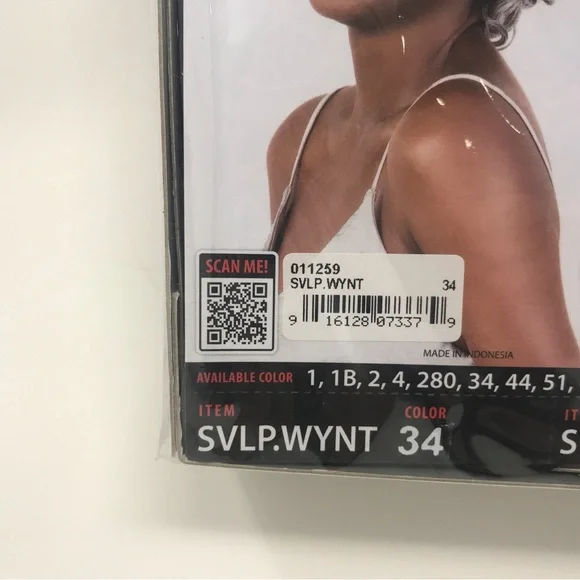 SCAN ME!
011259
SVLP.WYNT 34
9 16128 07337 9
MADE IN INDONESIA
AVAILABLE COLOR 1, 1B, 2, 4, 280, 34, 44, 51,
ITEM COLOR IT
SVLP.WYNT 34 S